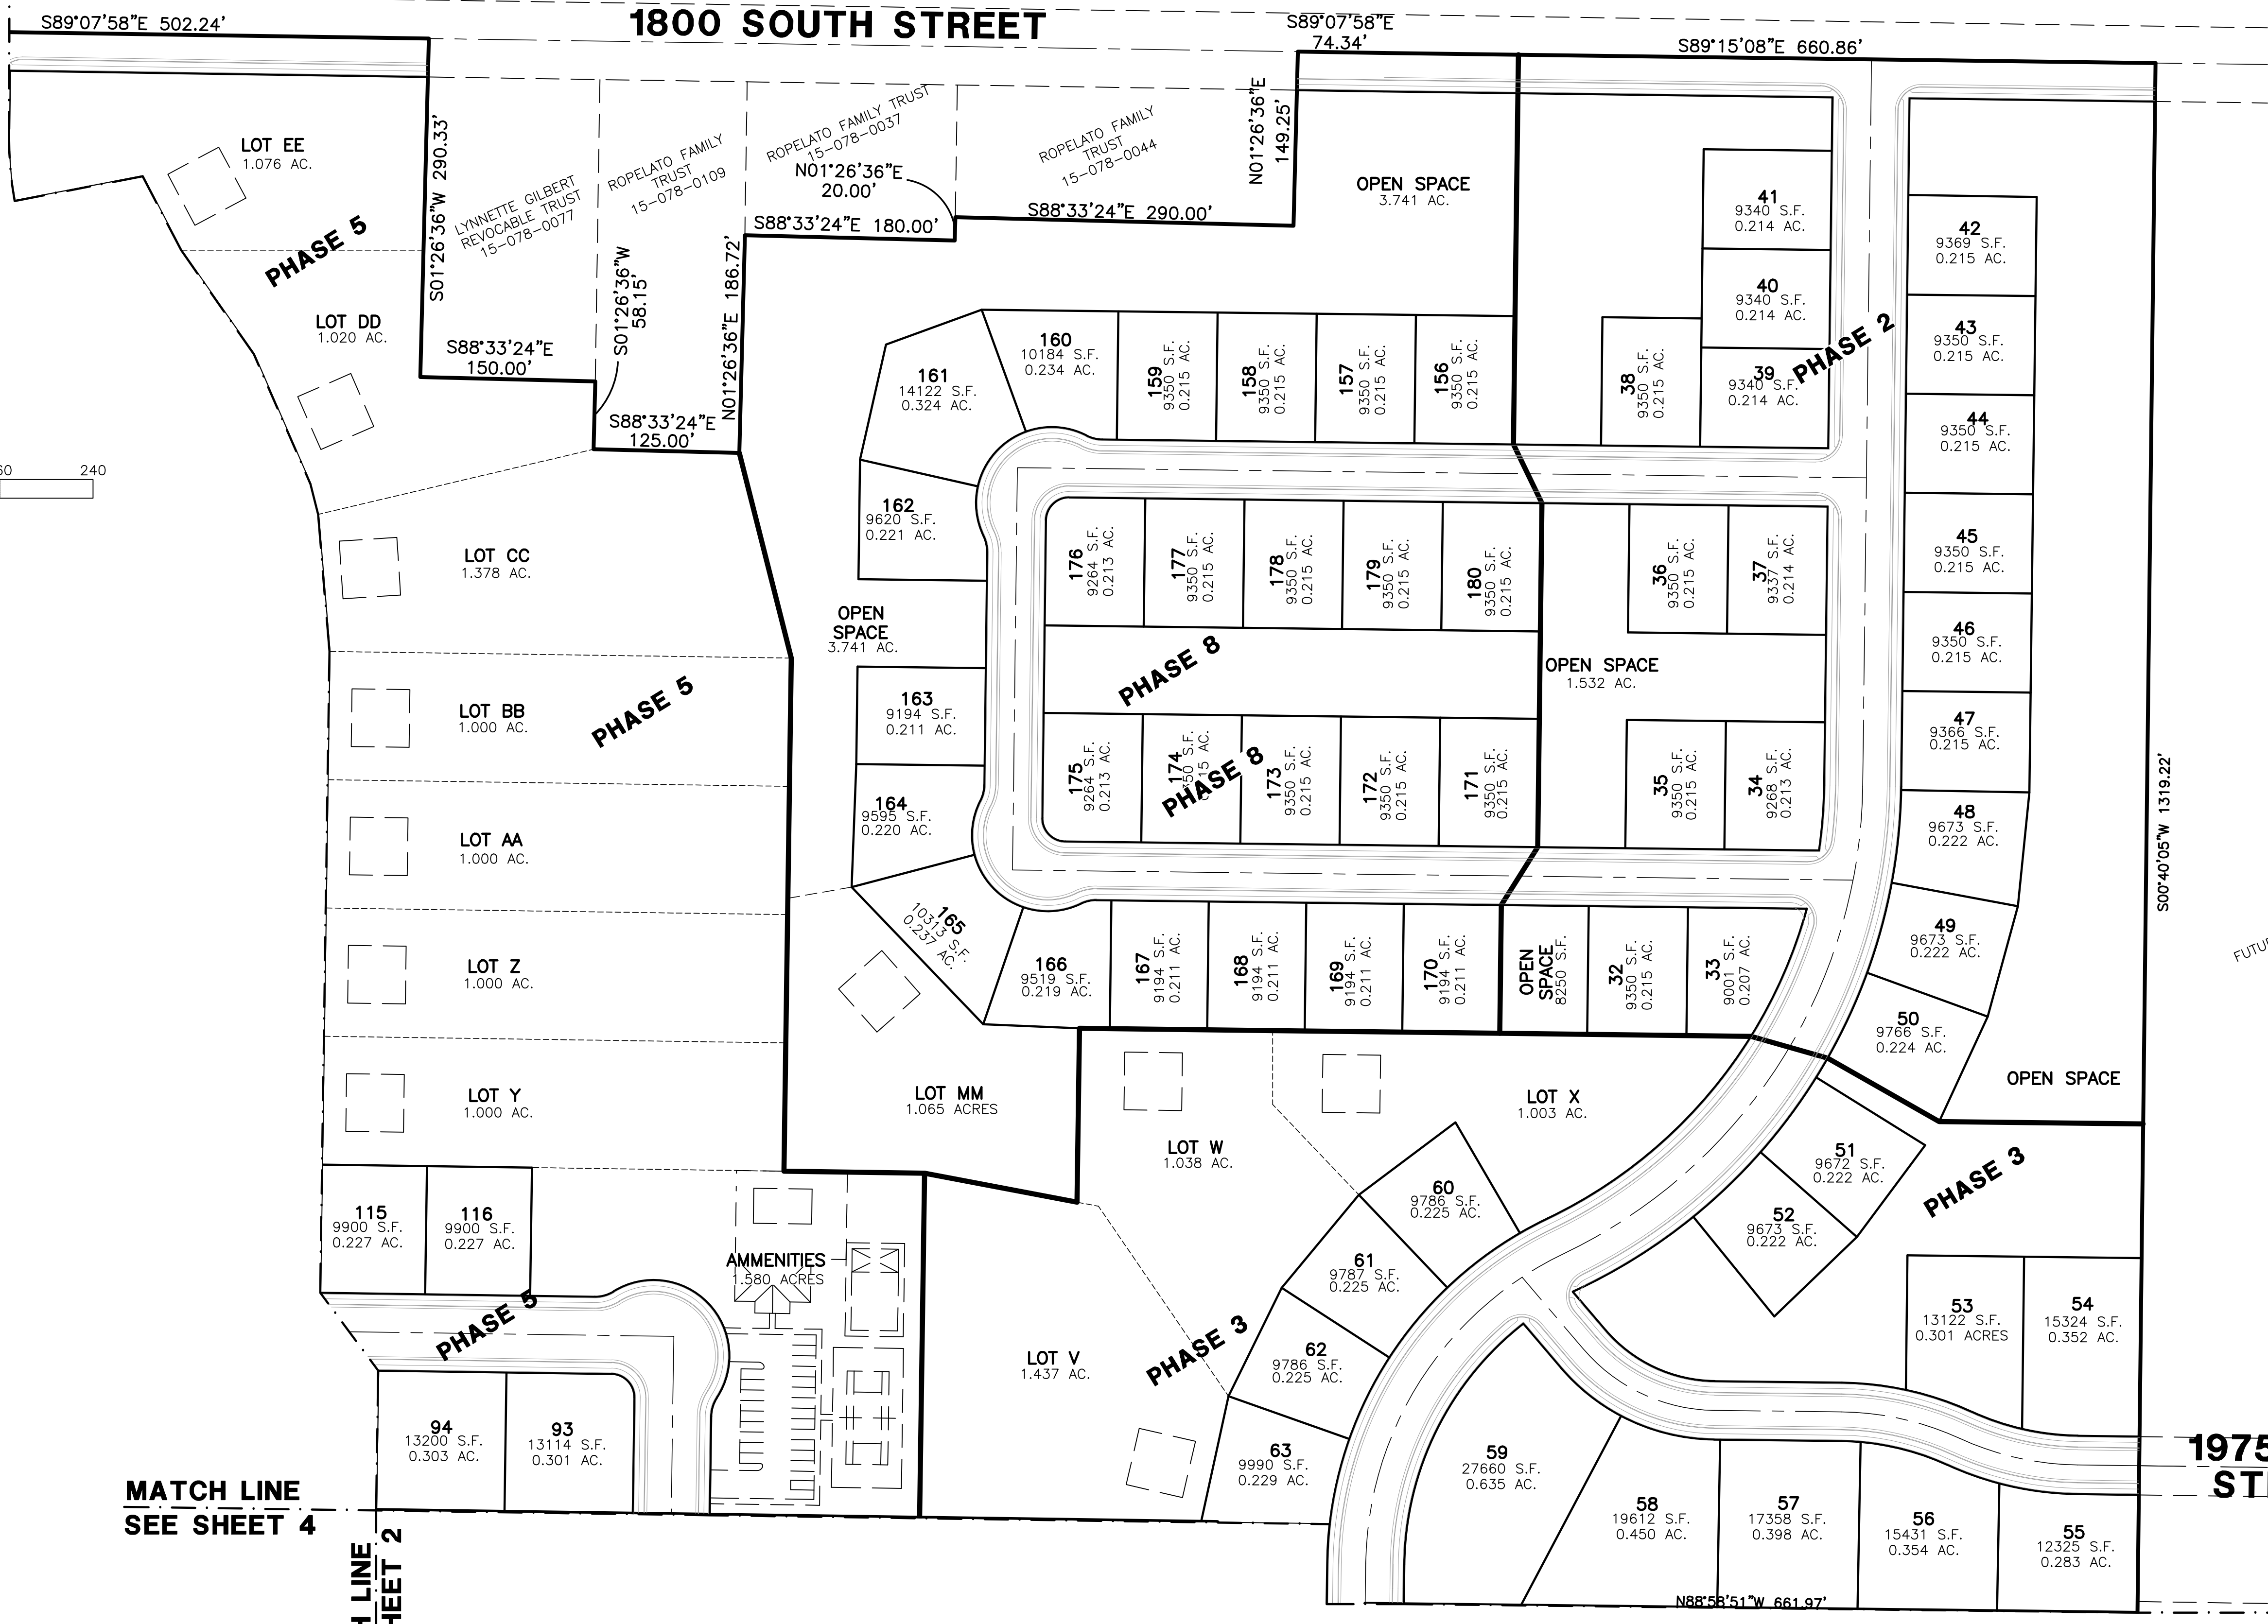 S89°07'58"E 502.24'
1800 SOUTH STREET
S89°07'58"E
74.34'
S89°15'08"E 660.86'
LOT EE
1.076 AC.
PHASE 5
S01°26'36"W 290.33'
LYNNETTE GILBERT
REVOCABLE TRUST
15-078-0077
ROPELATO FAMILY
TRUST
15-078-0109
ROPELATO FAMILY TRUST
15-078-0037
N01°26'36"E
20.00'
ROPELATO FAMILY
TRUST
15-078-0044
N01°26'36"E
149.25'
OPEN SPACE
3.741 AC.
S88°33'24"E 180.00'
S88°33'24"E 290.00'
LOT DD
1.020 AC.
S88°33'24"E
150.00'
S01°26'36"W
58.15'
N01°26'36"E 186.72'
S88°33'24"E
125.00'
240
41
9340 S.F.
0.214 AC.
40
9340 S.F.
0.214 AC.
39
9340 S.F.
0.214 AC.
38
9350 S.F.
0.215 AC.
PHASE 2
42
9369 S.F.
0.215 AC.
43
9350 S.F.
0.215 AC.
44
9350 S.F.
0.215 AC.
45
9350 S.F.
0.215 AC.
46
9350 S.F.
0.215 AC.
47
9366 S.F.
0.215 AC.
48
9673 S.F.
0.222 AC.
49
9673 S.F.
0.222 AC.
50
9766 S.F.
0.224 AC.
OPEN SPACE
S00°40'05"W 1319.22'
160
10184 S.F.
0.234 AC.
159
9350 S.F.
0.215 AC.
158
9350 S.F.
0.215 AC.
157
9350 S.F.
0.215 AC.
156
9350 S.F.
0.215 AC.
161
14122 S.F.
0.324 AC.
162
9620 S.F.
0.221 AC.
OPEN
SPACE
3.741 AC.
163
9194 S.F.
0.211 AC.
164
9595 S.F.
0.220 AC.
165
10313 S.F.
0.237 AC.
166
9519 S.F.
0.219 AC.
167
9194 S.F.
0.211 AC.
168
9194 S.F.
0.211 AC.
169
9194 S.F.
0.211 AC.
170
9194 S.F.
0.211 AC.
OPEN
SPACE
8250 S.F.
32
9350 S.F.
0.215 AC.
33
9001 S.F.
0.207 AC.
176
9264 S.F.
0.213 AC.
177
9350 S.F.
0.215 AC.
178
9350 S.F.
0.215 AC.
179
9350 S.F.
0.215 AC.
180
9350 S.F.
0.215 AC.
36
9350 S.F.
0.215 AC.
37
9337 S.F.
0.214 AC.
PHASE 8
OPEN SPACE
1.532 AC.
175
9264 S.F.
0.213 AC.
174
S.F.
AC.
PHASE 8
173
9350 S.F.
0.215 AC.
172
9350 S.F.
0.215 AC.
171
9350 S.F.
0.215 AC.
35
9350 S.F.
0.215 AC.
34
9268 S.F.
0.213 AC.
LOT CC
1.378 AC.
LOT BB
1.000 AC.
PHASE 5
LOT AA
1.000 AC.
LOT Z
1.000 AC.
LOT Y
1.000 AC.
LOT MM
1.065 ACRES
LOT W
1.038 AC.
LOT X
1.003 AC.
115
9900 S.F.
0.227 AC.
116
9900 S.F.
0.227 AC.
AMMENITIES
1.580 ACRES
PHASE 5
94
13200 S.F.
0.303 AC.
93
13114 S.F.
0.301 AC.
LOT V
1.437 AC.
PHASE 3
60
9786 S.F.
0.225 AC.
61
9787 S.F.
0.225 AC.
62
9786 S.F.
0.225 AC.
63
9990 S.F.
0.229 AC.
51
9672 S.F.
0.222 AC.
52
9673 S.F.
0.222 AC.
PHASE 3
53
13122 S.F.
0.301 ACRES
54
15324 S.F.
0.352 AC.
59
27660 S.F.
0.635 AC.
58
19612 S.F.
0.450 AC.
57
17358 S.F.
0.398 AC.
56
15431 S.F.
0.354 AC.
55
12325 S.F.
0.283 AC.
1975
N88°58'51"W 661.97'
MATCH LINE
SEE SHEET 4
LINE
HEET 2